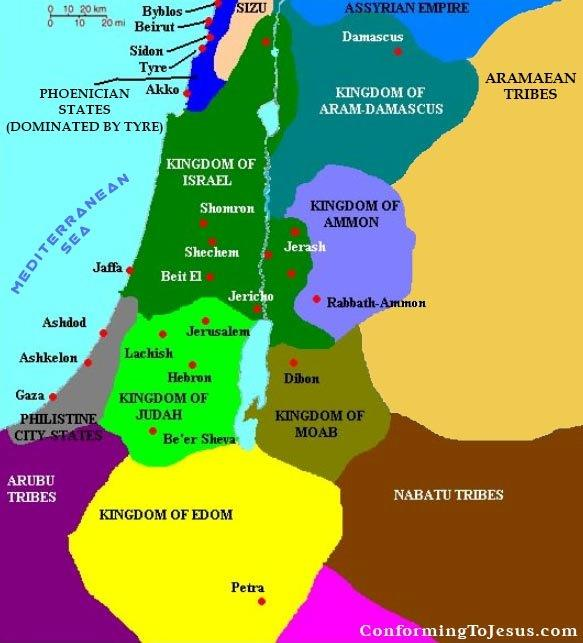 0 10 20 km
0 10 20 mi
Byblos
Beirut
Sidon
Tyre
Akko
SIZU
ASSYRIAN EMPIRE
Damascus
ARAMAEAN
TRIBES
PHOENICIAN
STATES
(DOMINATED BY TYRE)
KINGDOM OF
ARAM-DAMASCUS
KINGDOM OF
ISRAEL
KINGDOM OF
AMMON
MEDITERRANEAN
SEA
Shomron
Shechem
Jerash
Jaffa
Beit El
Jericho
Rabbath-Ammon
Ashdod
Jerusalem
Lachish
Ashkelon
Hebron
Dibon
Gaza
KINGDOM OF
JUDAH
PHILISTINE
CITY STATES
KINGDOM OF
MOAB
Be'er Sheva
ARUBU
TRIBES
NABATU TRIBES
KINGDOM OF EDOM
Petra
ConformingToJesus.com